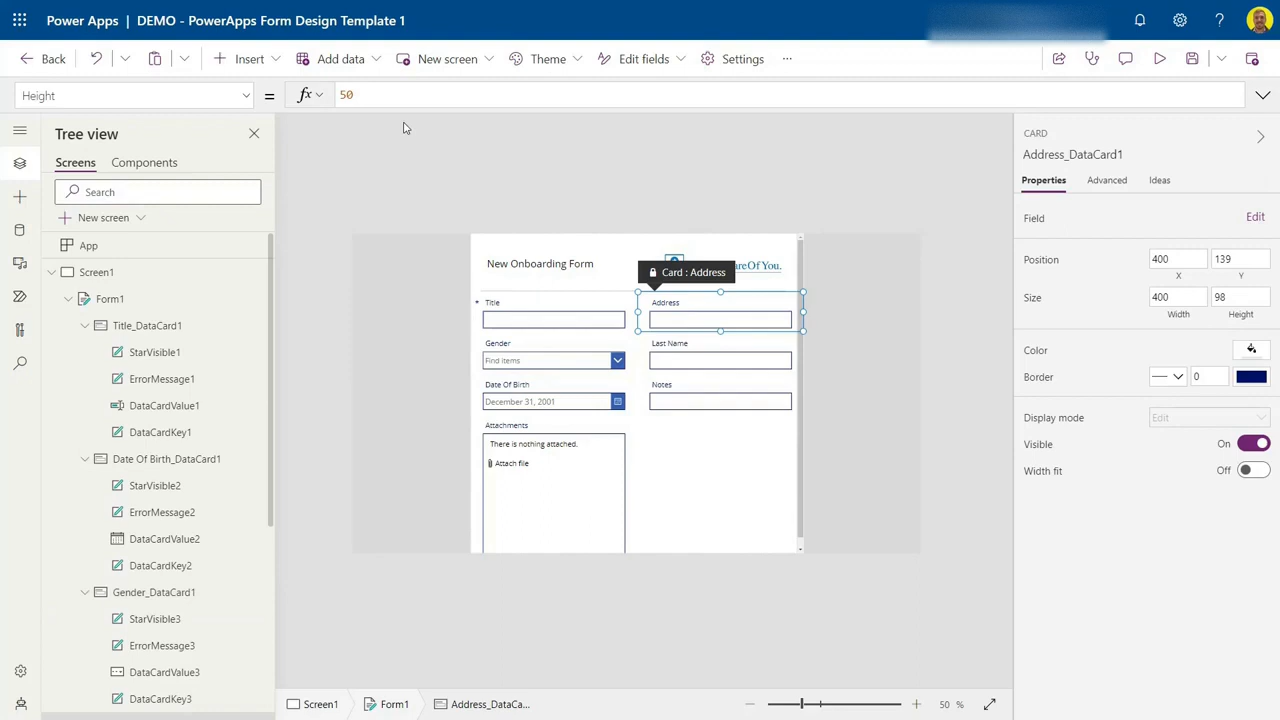 Power Apps | DEMO - PowerApps Form Design Template 1
Back Insert Add data New screen Theme Edit fields Settings ...
Height = fx 50
Tree view
Screens Components
Search
New screen
App
Screen1
Form1
Title_DataCard1
StarVisible1
ErrorMessage1
DataCardValue1
DataCardKey1
Date Of Birth_DataCard1
StarVisible2
ErrorMessage2
DataCardValue2
DataCardKey2
Gender_DataCard1
StarVisible3
ErrorMessage3
DataCardValue3
DataCardKey3
New Onboarding Form
Card : Address
areOf You.
* Title
Address
Gender
Last Name
Find items
Date Of Birth
Notes
December 31, 2001
Attachments
There is nothing attached.
Attach file
Screen1 Form1 Address_DataCa...
50 %
CARD
Address_DataCard1
Properties Advanced Ideas
Field Edit
Position 400 139
X Y
Size 400 98
Width Height
Color
Border 0
Display mode Edit
Visible On
Width fit Off